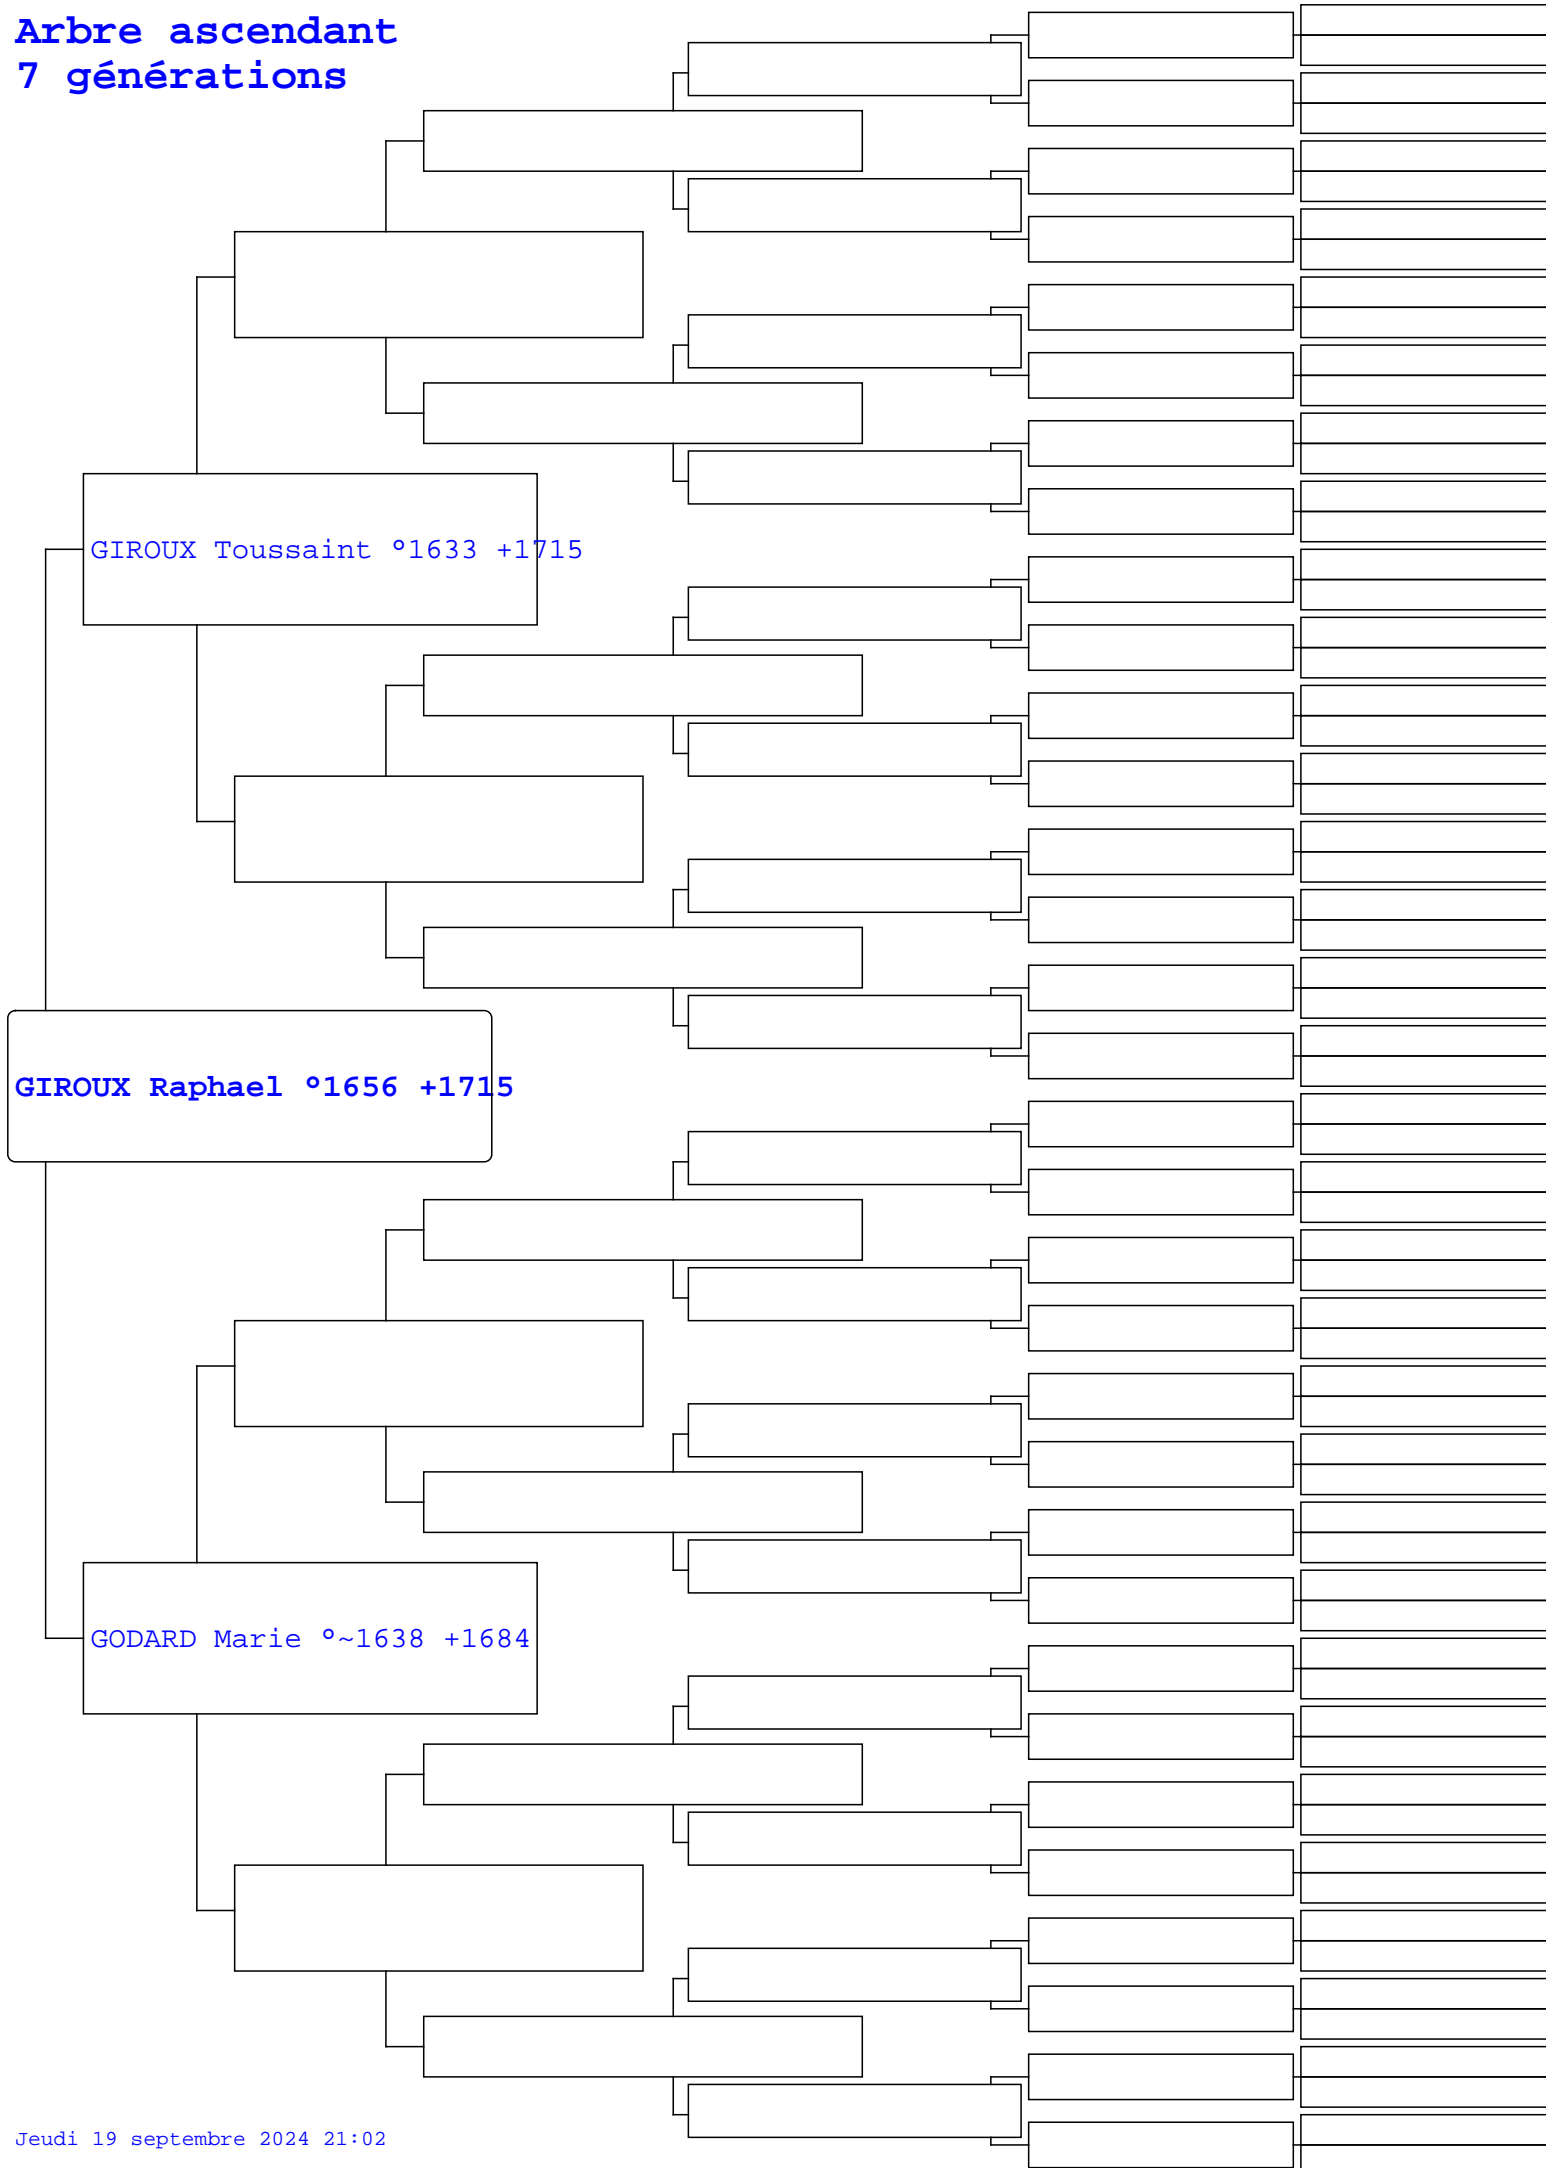 Arbre ascendant
7 générations
GIROUX Toussaint °1633 +1715
GIROUX Raphael °1656 +1715
GODARD Marie °~1638 +1684
Jeudi 19 septembre 2024 21:02